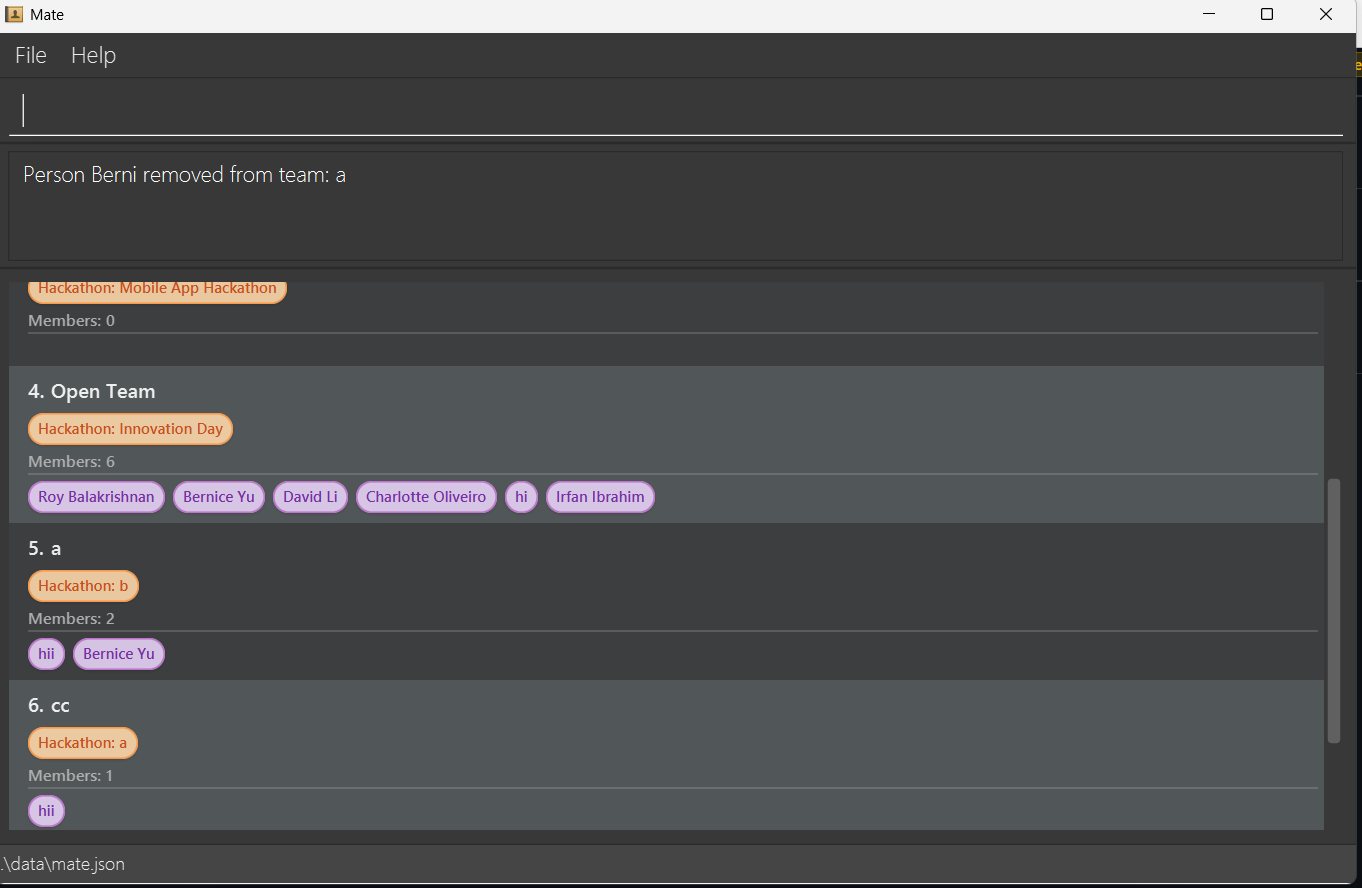 Mate
File Help
Person Berni removed from team: a
Hackathon: Mobile App Hackathon
Members: 0
4. Open Team
Hackathon: Innovation Day
Members: 6
Roy Balakrishnan Bernice Yu David Li Charlotte Oliveiro hi Irfan Ibrahim
5. a
Hackathon: b
Members: 2
hii Bernice Yu
6. cc
Hackathon: a
Members: 1
hii
.\data\mate.json